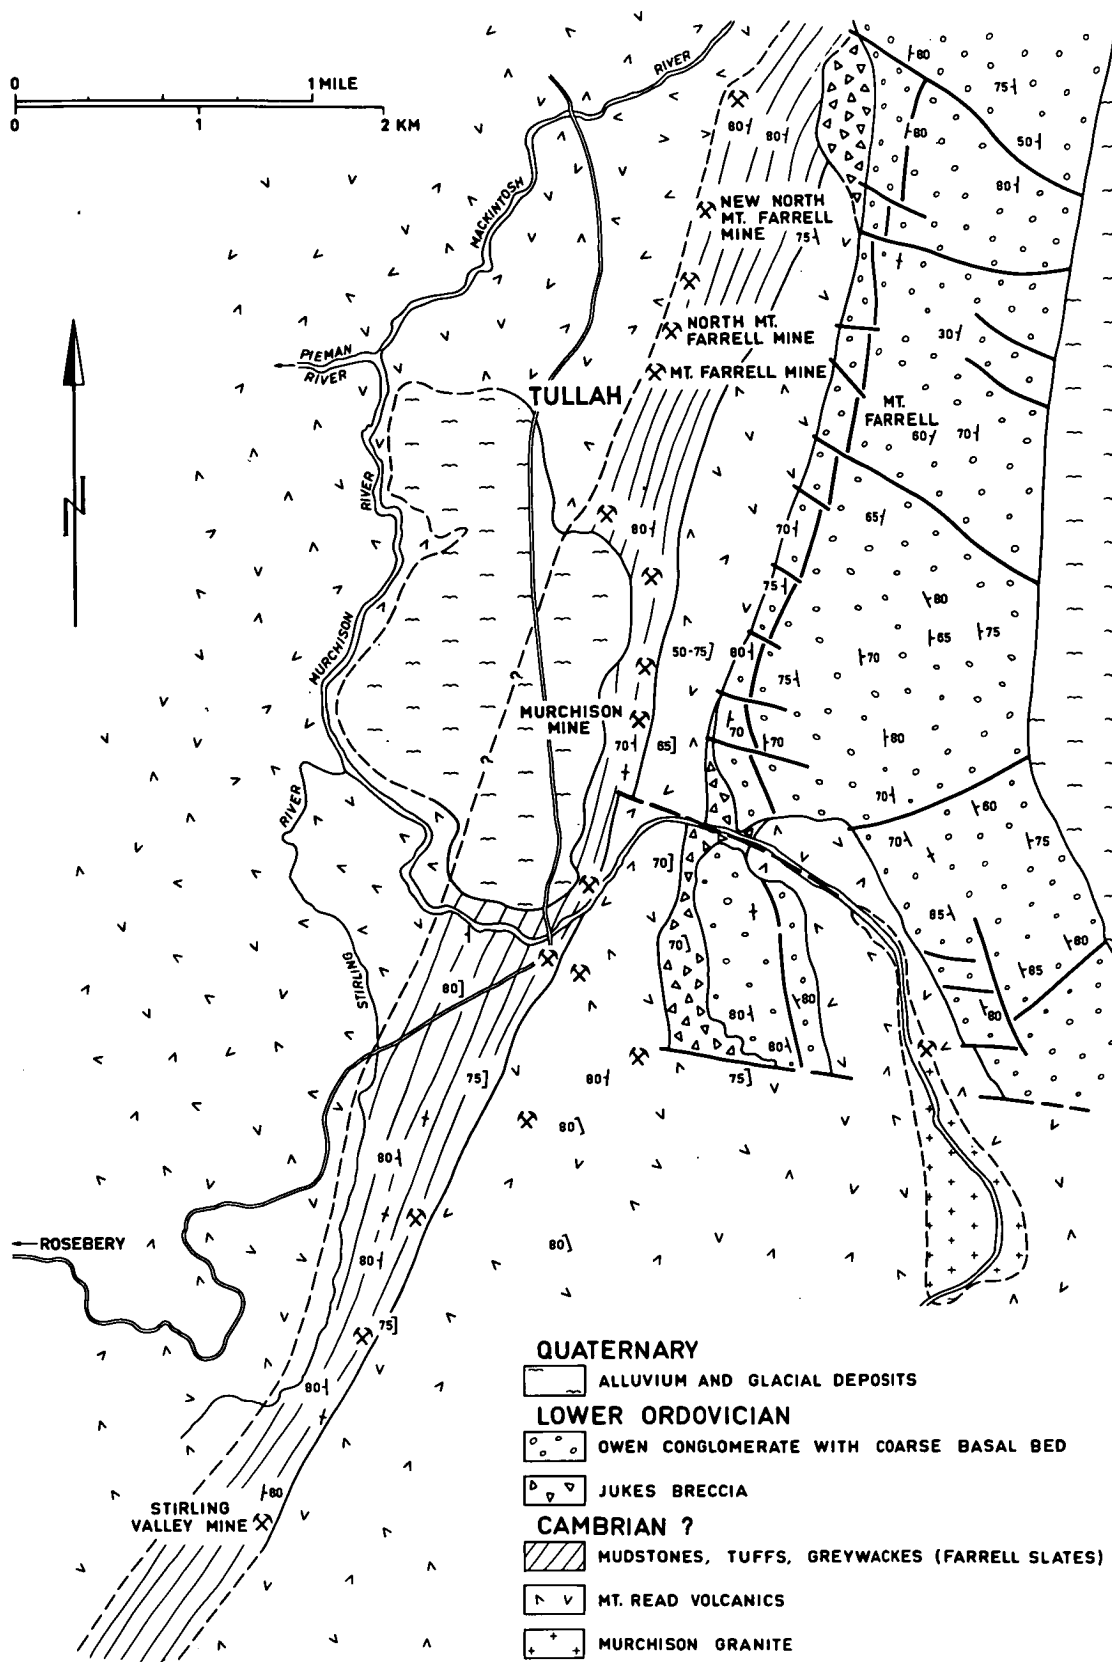 0 1 MILE
0 1 2 KM
RIVER
MACKINTOSH
80
75
80
50
80
80 80
NEW NORTH
MT. FARRELL
MINE
75
PIEMAN
RIVER
NORTH MT.
FARRELL MINE
30
MT. FARRELL MINE
TULLAH
MT.
FARRELL
60 70
RIVER
80
70
65
75
80
MURCHISON
50-75
80
65
75
70
75
?
MURCHISON
MINE
70
65
70
70
80
?
RIVER
70
60
70
70
75
85
80
STIRLING
70
85
80
80
80
80
80
75
80
75
80
80
←ROSEBERY
80
80
75
80
80
STIRLING
VALLEY MINE
QUATERNARY
ALLUVIUM AND GLACIAL DEPOSITS
LOWER ORDOVICIAN
OWEN CONGLOMERATE WITH COARSE BASAL BED
JUKES BRECCIA
CAMBRIAN ?
MUDSTONES, TUFFS, GREYWACKES (FARRELL SLATES)
MT. READ VOLCANICS
MURCHISON GRANITE